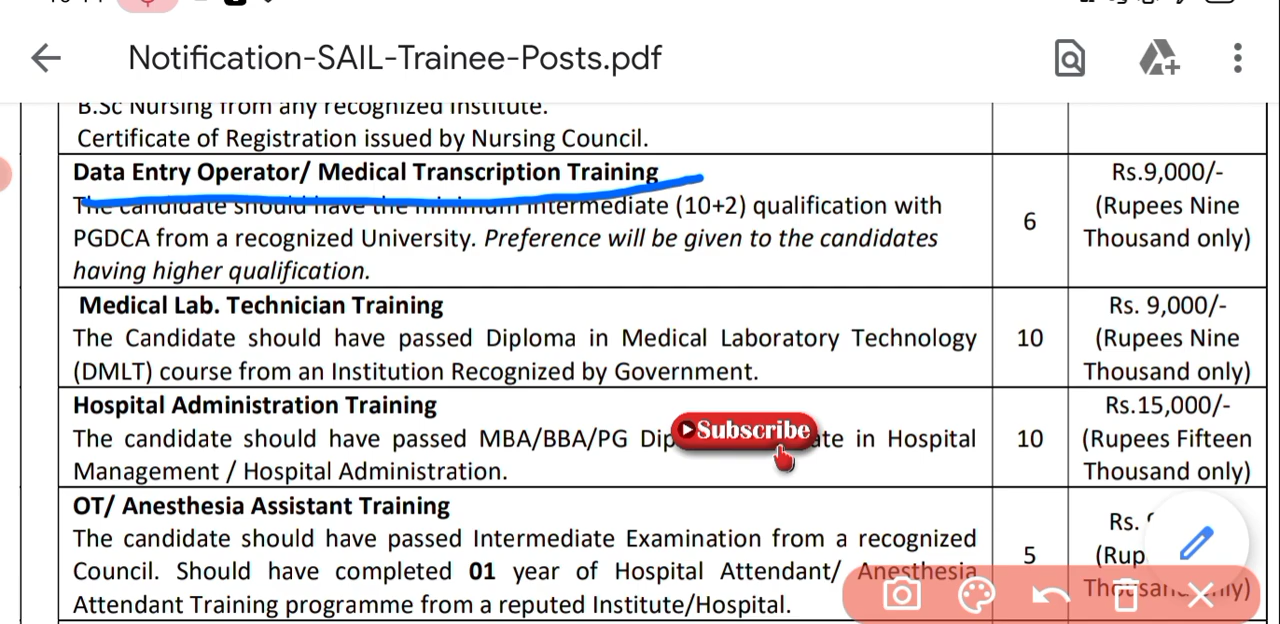 Notification-SAIL-Trainee-Posts.pdf
B.Sc Nursing from any recognized Institute.
Certificate of Registration issued by Nursing Council.
Data Entry Operator/ Medical Transcription Training
The candidate should have the minimum Intermediate (10+2) qualification with
PGDCA from a recognized University. Preference will be given to the candidates
having higher qualification.
6
Rs.9,000/-
(Rupees Nine
Thousand only)
Medical Lab. Technician Training
The Candidate should have passed Diploma in Medical Laboratory Technology
(DMLT) course from an Institution Recognized by Government.
10
Rs. 9,000/-
(Rupees Nine
Thousand only)
Hospital Administration Training
The candidate should have passed MBA/BBA/PG in Hospital
Management / Hospital Administration.
10
Rs.15,000/-
(Rupees Fifteen
Thousand only)
Subscribe
OT/ Anesthesia Assistant Training
The candidate should have passed Intermediate Examination from a recognized
Council. Should have completed 01 year of Hospital Attendant/ Anesthesia
Attendant Training programme from a reputed Institute/Hospital.
5
Rs.